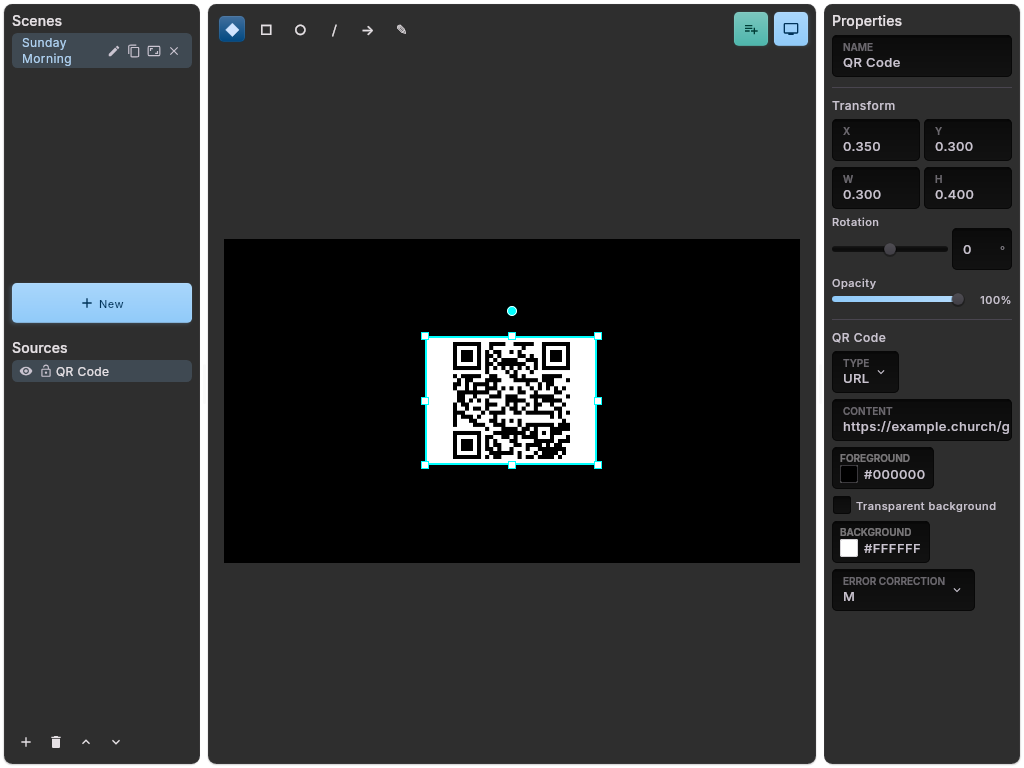 Scenes
Sunday
Morning
New
Sources
QR Code
Properties
NAME
QR Code
Transform
X
0.350
Y
0.300
W
0.300
H
0.400
Rotation
0 °
Opacity
100%
QR Code
TYPE
URL
CONTENT
https://example.church/g
FOREGROUND
#000000
Transparent background
BACKGROUND
#FFFFFF
ERROR CORRECTION
M